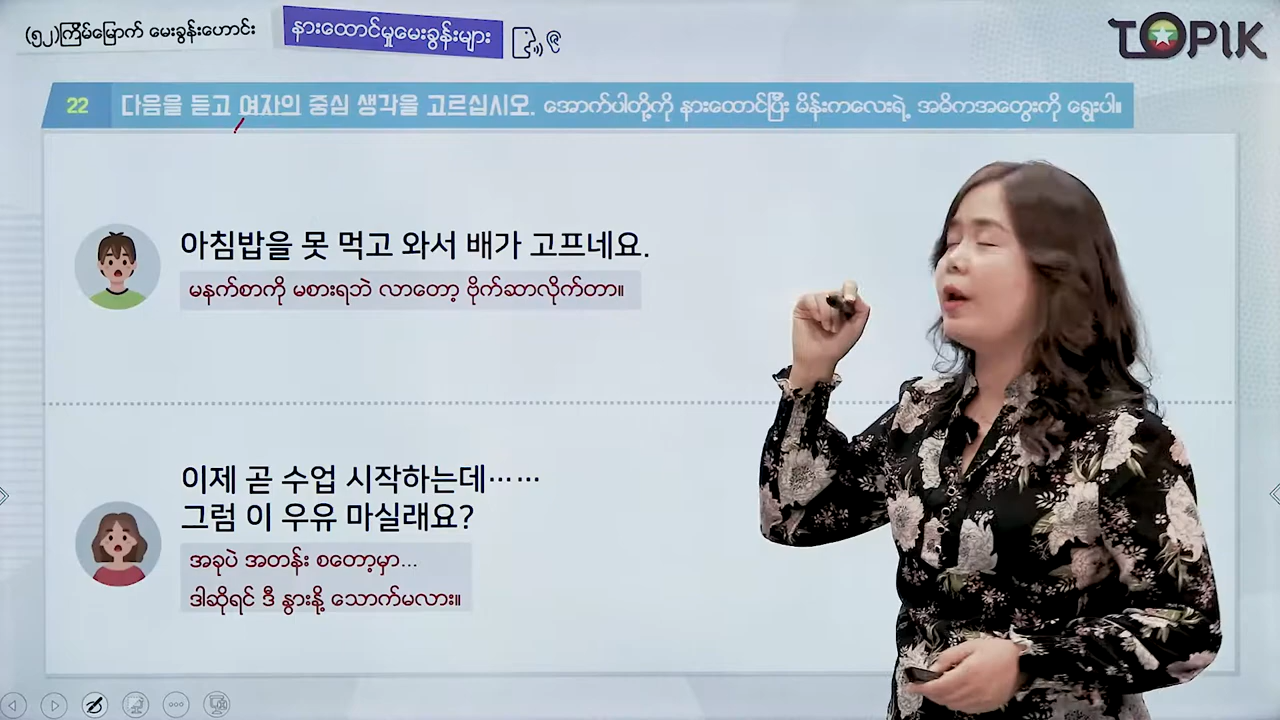 (၅၂)ကြိမ်မြောက် မေးခွန်းဟောင်း
နားထောင်မှုမေးခွန်းများ
TOPIK
22 다음을 듣고 여자의 중심 생각을 고르십시오. အောက်ပါတို့ကို နားထောင်ပြီး မိန်းကလေးရဲ့ အဓိကအတွေးကို ရွေးပါ။
아침밥을 못 먹고 와서 배가 고프네요.
မနက်စာကို မစားရဘဲ လာတော့ ဗိုက်ဆာလိုက်တာ။
이제 곧 수업 시작하는데……
그럼 이 우유 마실래요?
အခုပဲ အတန်း စတော့မှာ...
ဒါဆိုရင် ဒီ နွားနို့ သောက်မလား။